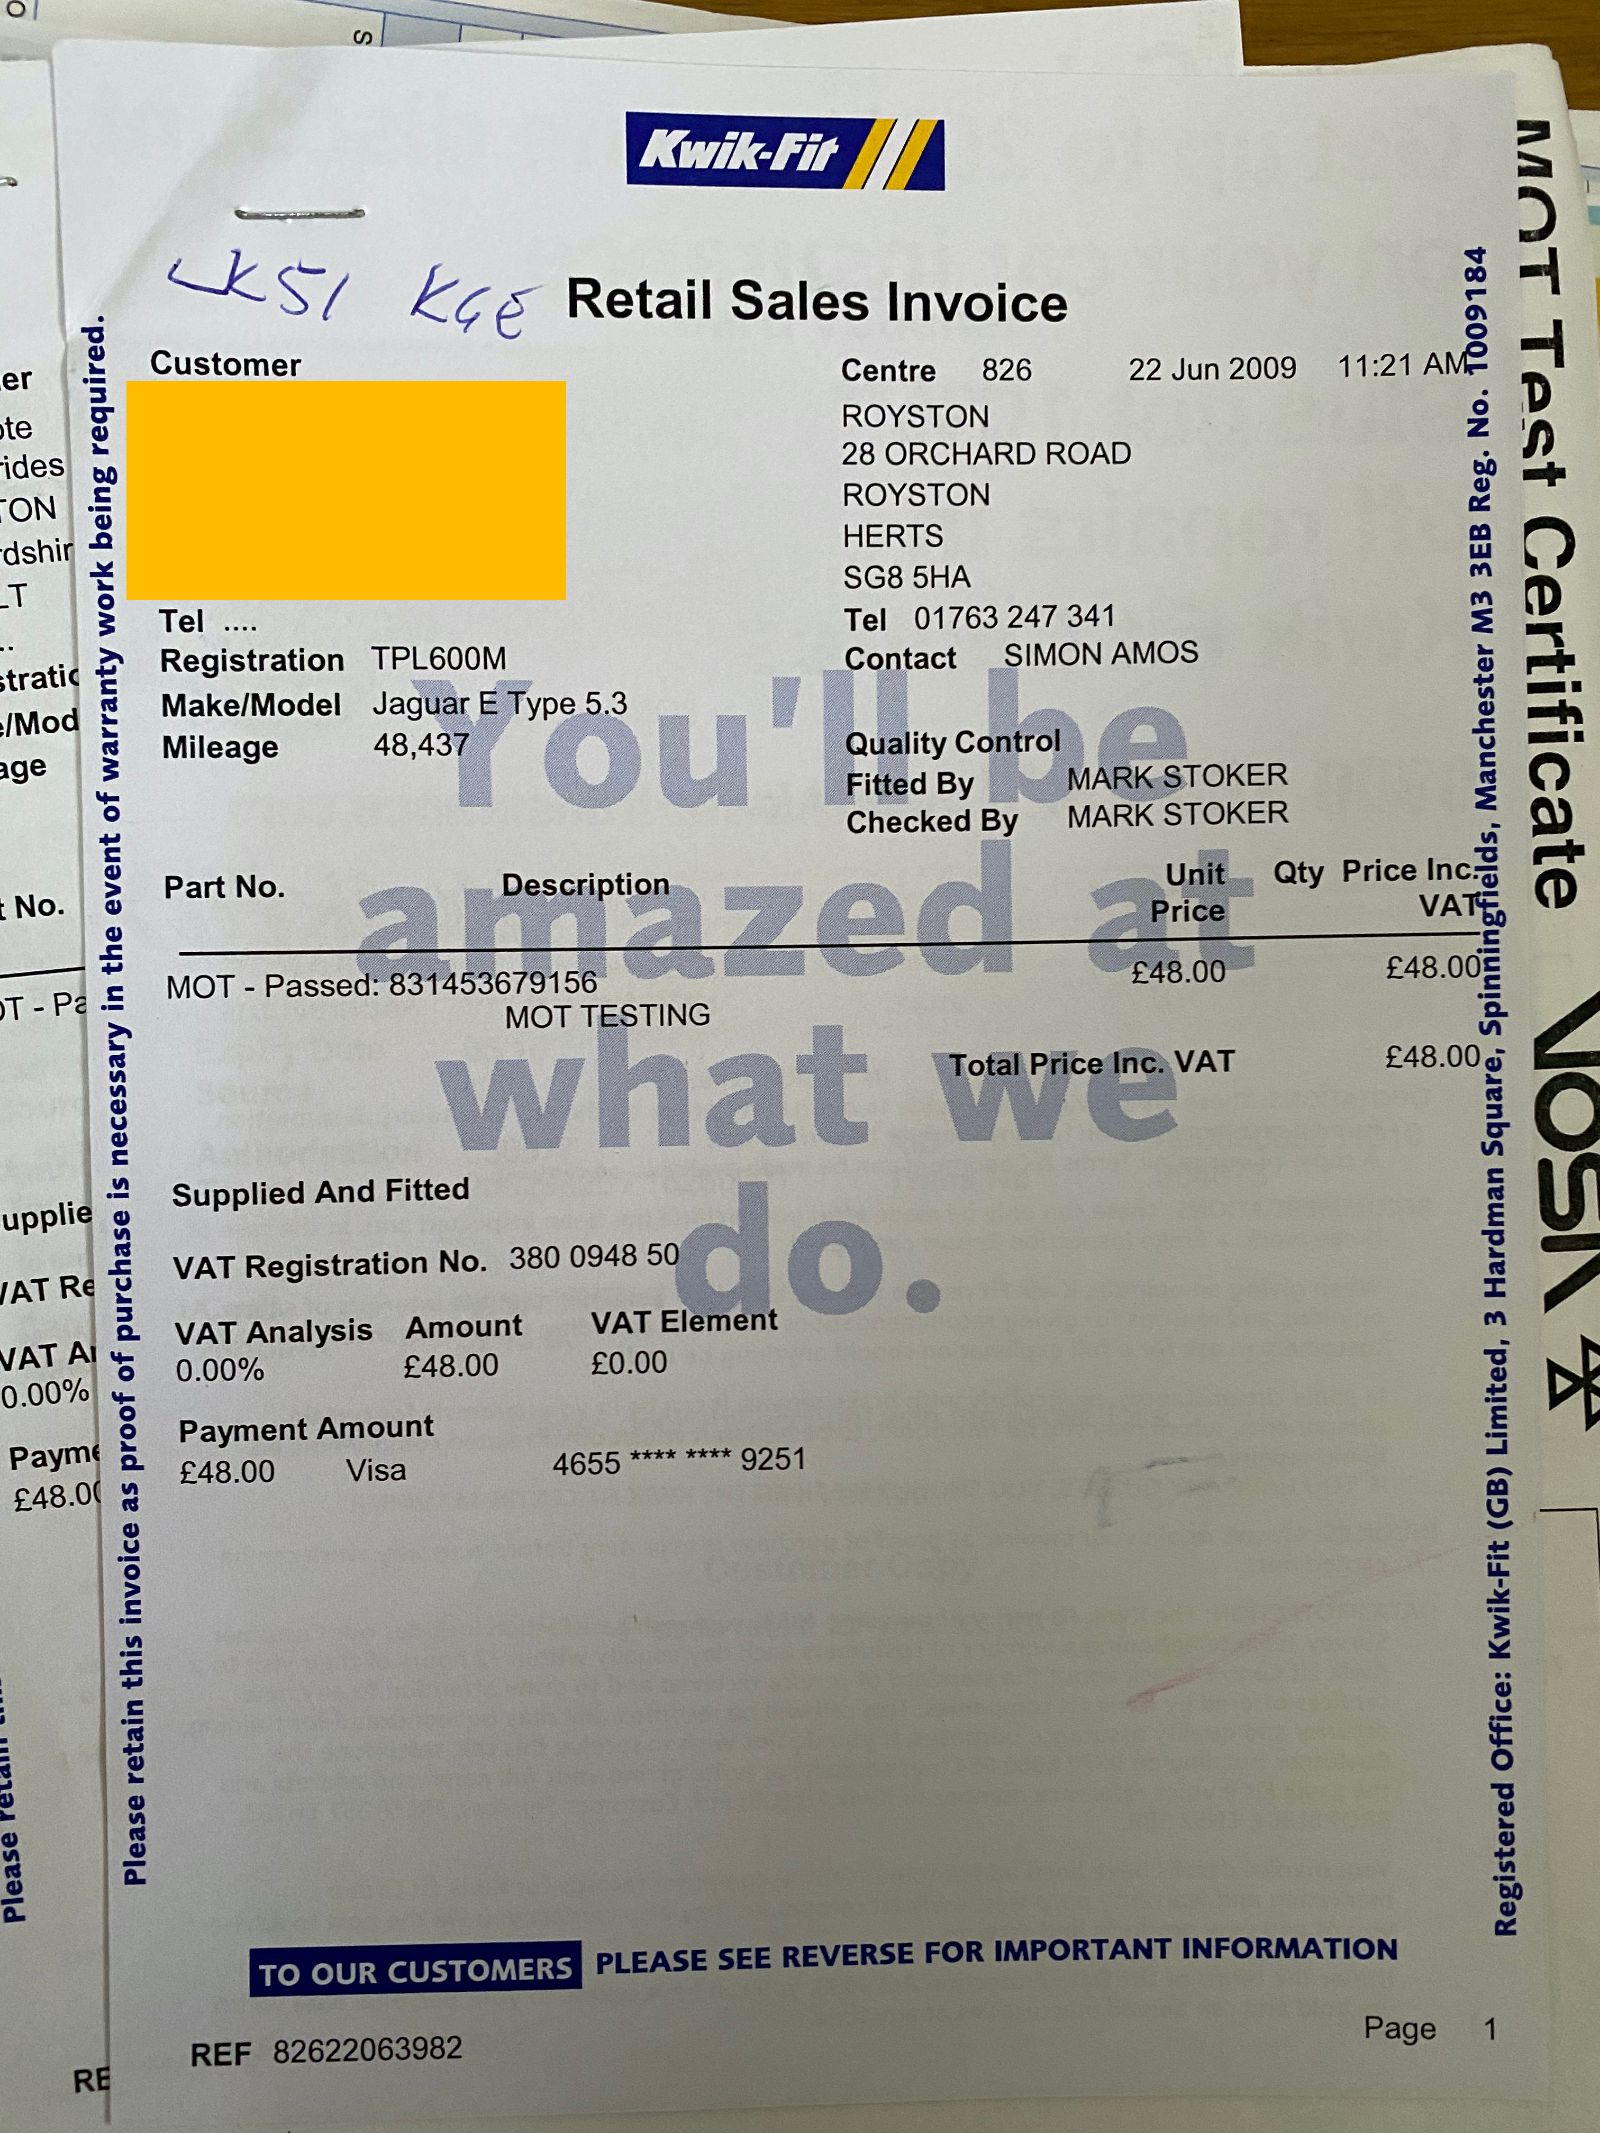 Kwik-Fit
LK51 KGE
Retail Sales Invoice
Customer
Centre 826 22 Jun 2009 11:21 AM
ROYSTON
28 ORCHARD ROAD
ROYSTON
HERTS
SG8 5HA
Tel ....
Tel 01763 247 341
Registration TPL600M
Contact SIMON AMOS
Make/Model Jaguar E Type 5.3
Mileage 48,437
Quality Control
Fitted By MARK STOKER
Checked By MARK STOKER
Part No. Description Unit Price Qty Price Inc. VAT
MOT - Passed: 831453679156 £48.00 £48.00
MOT TESTING
Total Price Inc. VAT £48.00
Supplied And Fitted
VAT Registration No. 380 0948 50
VAT Analysis Amount VAT Element
0.00% £48.00 £0.00
Payment Amount
£48.00 Visa 4655 **** **** 9251
You'll be
amazed at
what we
do.
TO OUR CUSTOMERS PLEASE SEE REVERSE FOR IMPORTANT INFORMATION
REF 82622063982
Page 1
Please retain this invoice as proof of purchase is necessary in the event of warranty work being required.
Registered Office: Kwik-Fit (GB) Limited, 3 Hardman Square, Spinningfields, Manchester M3 3EB Reg. No. 1009184
MOT Test Certificate
VOSA
t No.
0.00%
£48.00
Please retain